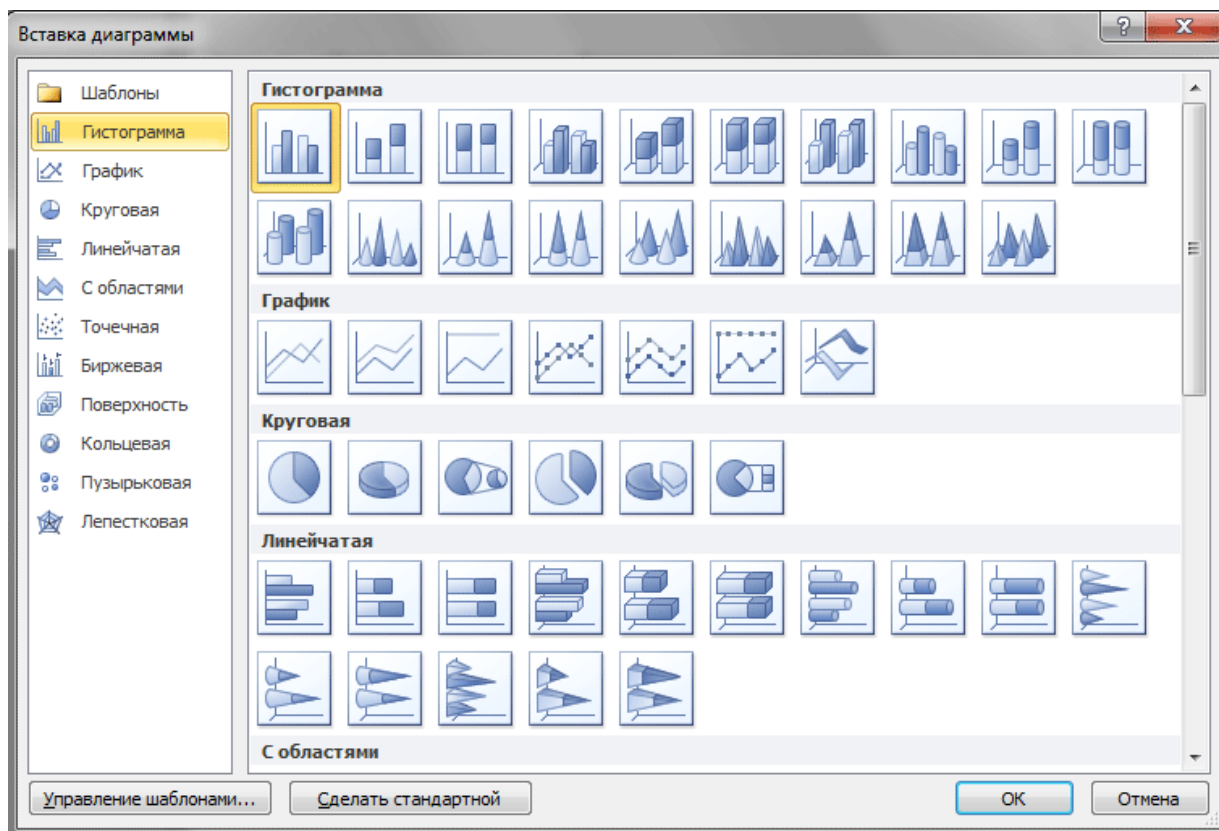 Вставка диаграммы
Шаблоны
Гистограмма
График
Круговая
Линейчатая
С областями
Точечная
Биржевая
Поверхность
Кольцевая
Пузырьковая
Лепестковая
Гистограмма
График
Круговая
Линейчатая
С областями
Управление шаблонами...
Сделать стандартной
ОК
Отмена